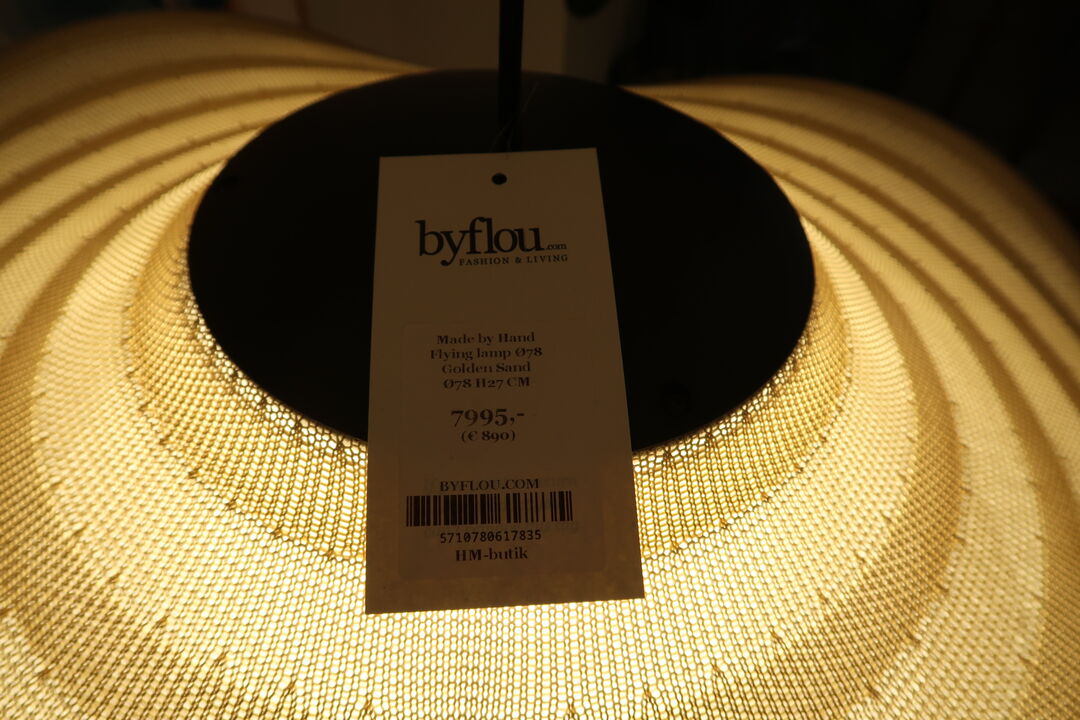 byflou.com
FASHION & LIVING
Made by Hand
Flying lamp Ø78
Golden Sand
Ø78 H27 CM
7995,-
(€ 890)
BYFLOU.COM
5710780617835
HM-butik